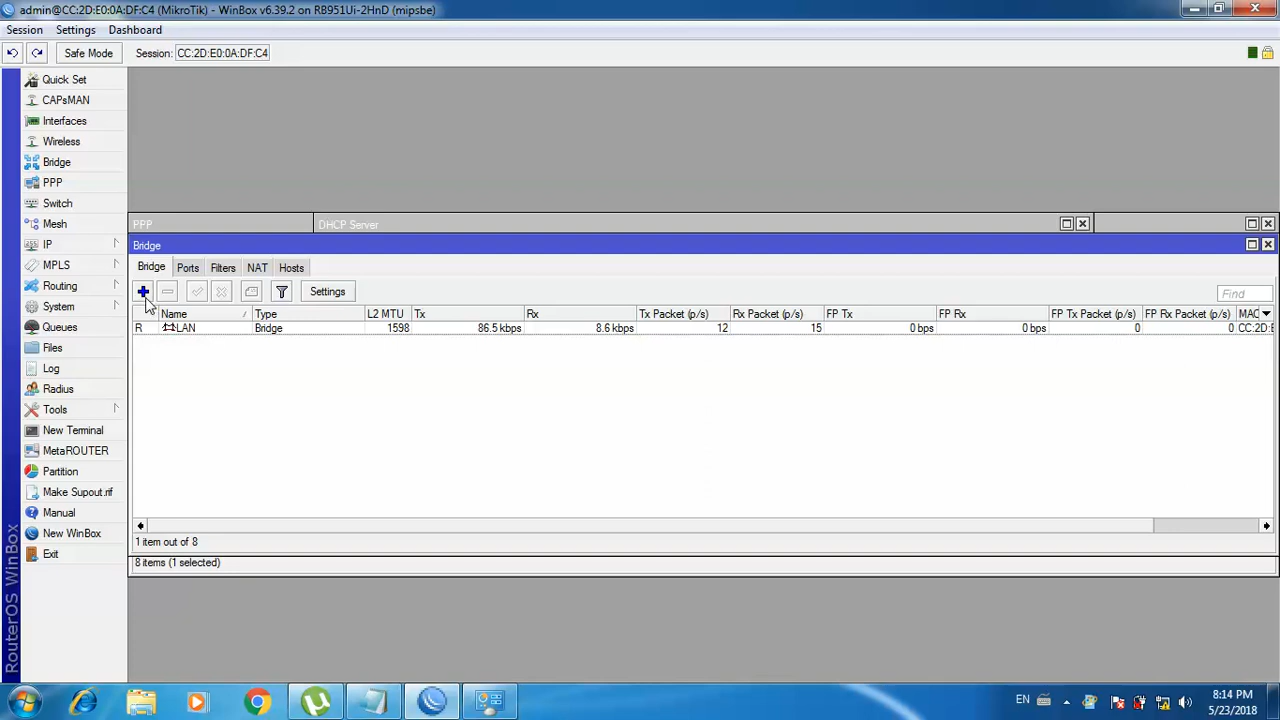 admin@CC:2D:E0:0A:DF:C4 (MikroTik) - WinBox v6.39.2 on RB951Ui-2HnD (mipsbe)
Session Settings Dashboard
Safe Mode Session: CC:2D:E0:0A:DF:C4
Quick Set
CAPsMAN
Interfaces
Wireless
Bridge
PPP
Switch
Mesh
IP
MPLS
Routing
System
Queues
Files
Log
Radius
Tools
New Terminal
MetaROUTER
Partition
Make Supout.rif
Manual
New WinBox
Exit
RouterOS WinBox
PPP DHCP Server
Bridge
Bridge Ports Filters NAT Hosts
Settings Find
Name / Type L2 MTU Tx Rx Tx Packet (p/s) Rx Packet (p/s) FP Tx FP Rx FP Tx Packet (p/s) FP Rx Packet (p/s) MAC
R LAN Bridge 1598 86.5 kbps 8.6 kbps 12 15 0 bps 0 bps 0 0 CC:2D:E
1 item out of 8
8 items (1 selected)
EN 8:14 PM
5/23/2018